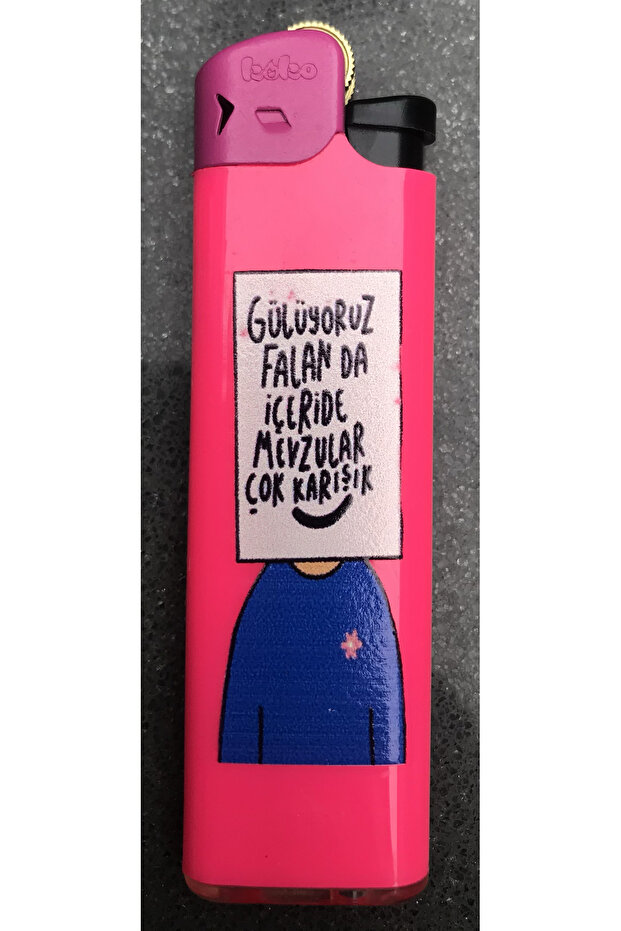 GÜLÜYORUZ
FALAN DA
İÇERİDE
MEVZULAR
ÇOK KARIŞIK